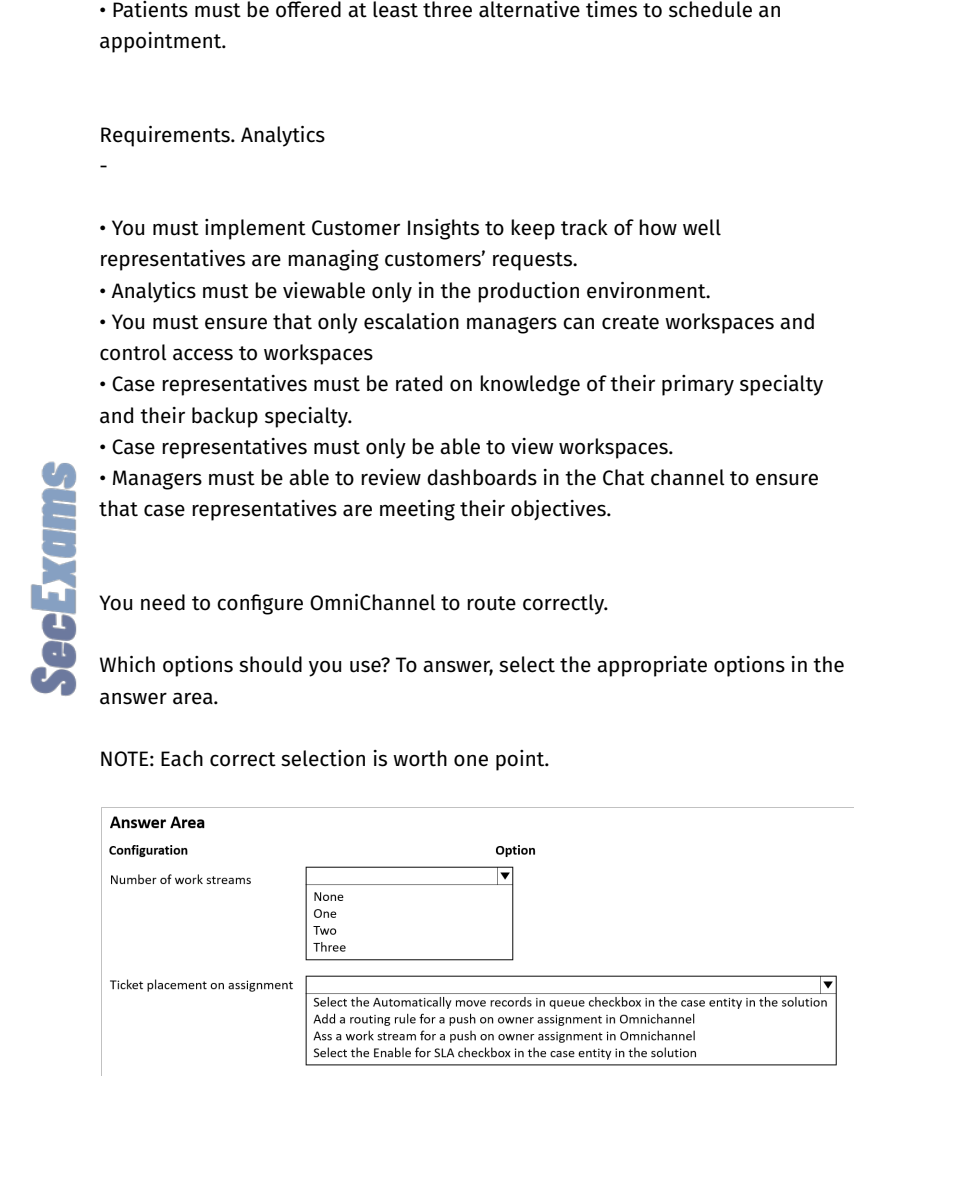 • Patients must be offered at least three alternative times to schedule an
appointment.
Requirements. Analytics
-
• You must implement Customer Insights to keep track of how well
representatives are managing customers’ requests.
• Analytics must be viewable only in the production environment.
• You must ensure that only escalation managers can create workspaces and
control access to workspaces
• Case representatives must be rated on knowledge of their primary specialty
and their backup specialty.
• Case representatives must only be able to view workspaces.
• Managers must be able to review dashboards in the Chat channel to ensure
that case representatives are meeting their objectives.
SecExams
You need to configure OmniChannel to route correctly.
Which options should you use? To answer, select the appropriate options in the
answer area.
NOTE: Each correct selection is worth one point.
Answer Area
Configuration Option
Number of work streams
None
One
Two
Three
Ticket placement on assignment
Select the Automatically move records in queue checkbox in the case entity in the solution
Add a routing rule for a push on owner assignment in Omnichannel
Ass a work stream for a push on owner assignment in Omnichannel
Select the Enable for SLA checkbox in the case entity in the solution